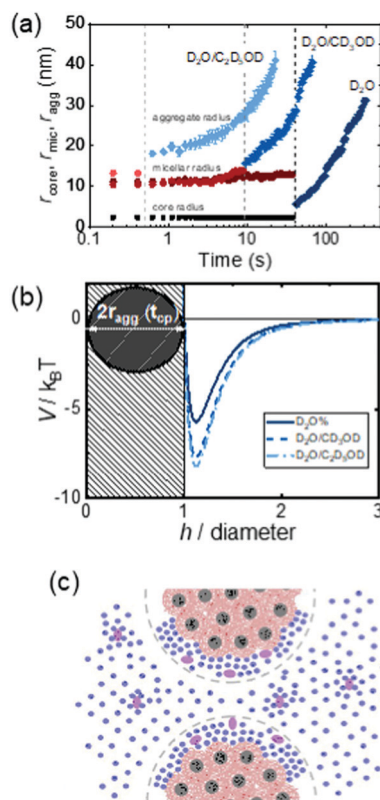 (a)
r_core, r_mic, r_agg (nm)
50
40
30
20
10
0
D₂O/C₂D₅OD
D₂O/CD₃OD
D₂O
aggregate radius
micellar radius
core radius
0.1
1
10
100
Time (s)
(b)
V / k_BT
0
-5
-10
2r_agg (t_cp)
D₂O%
D₂O/CD₃OD
D₂O/C₂D₅OD
0
1
2
3
h / diameter
(c)